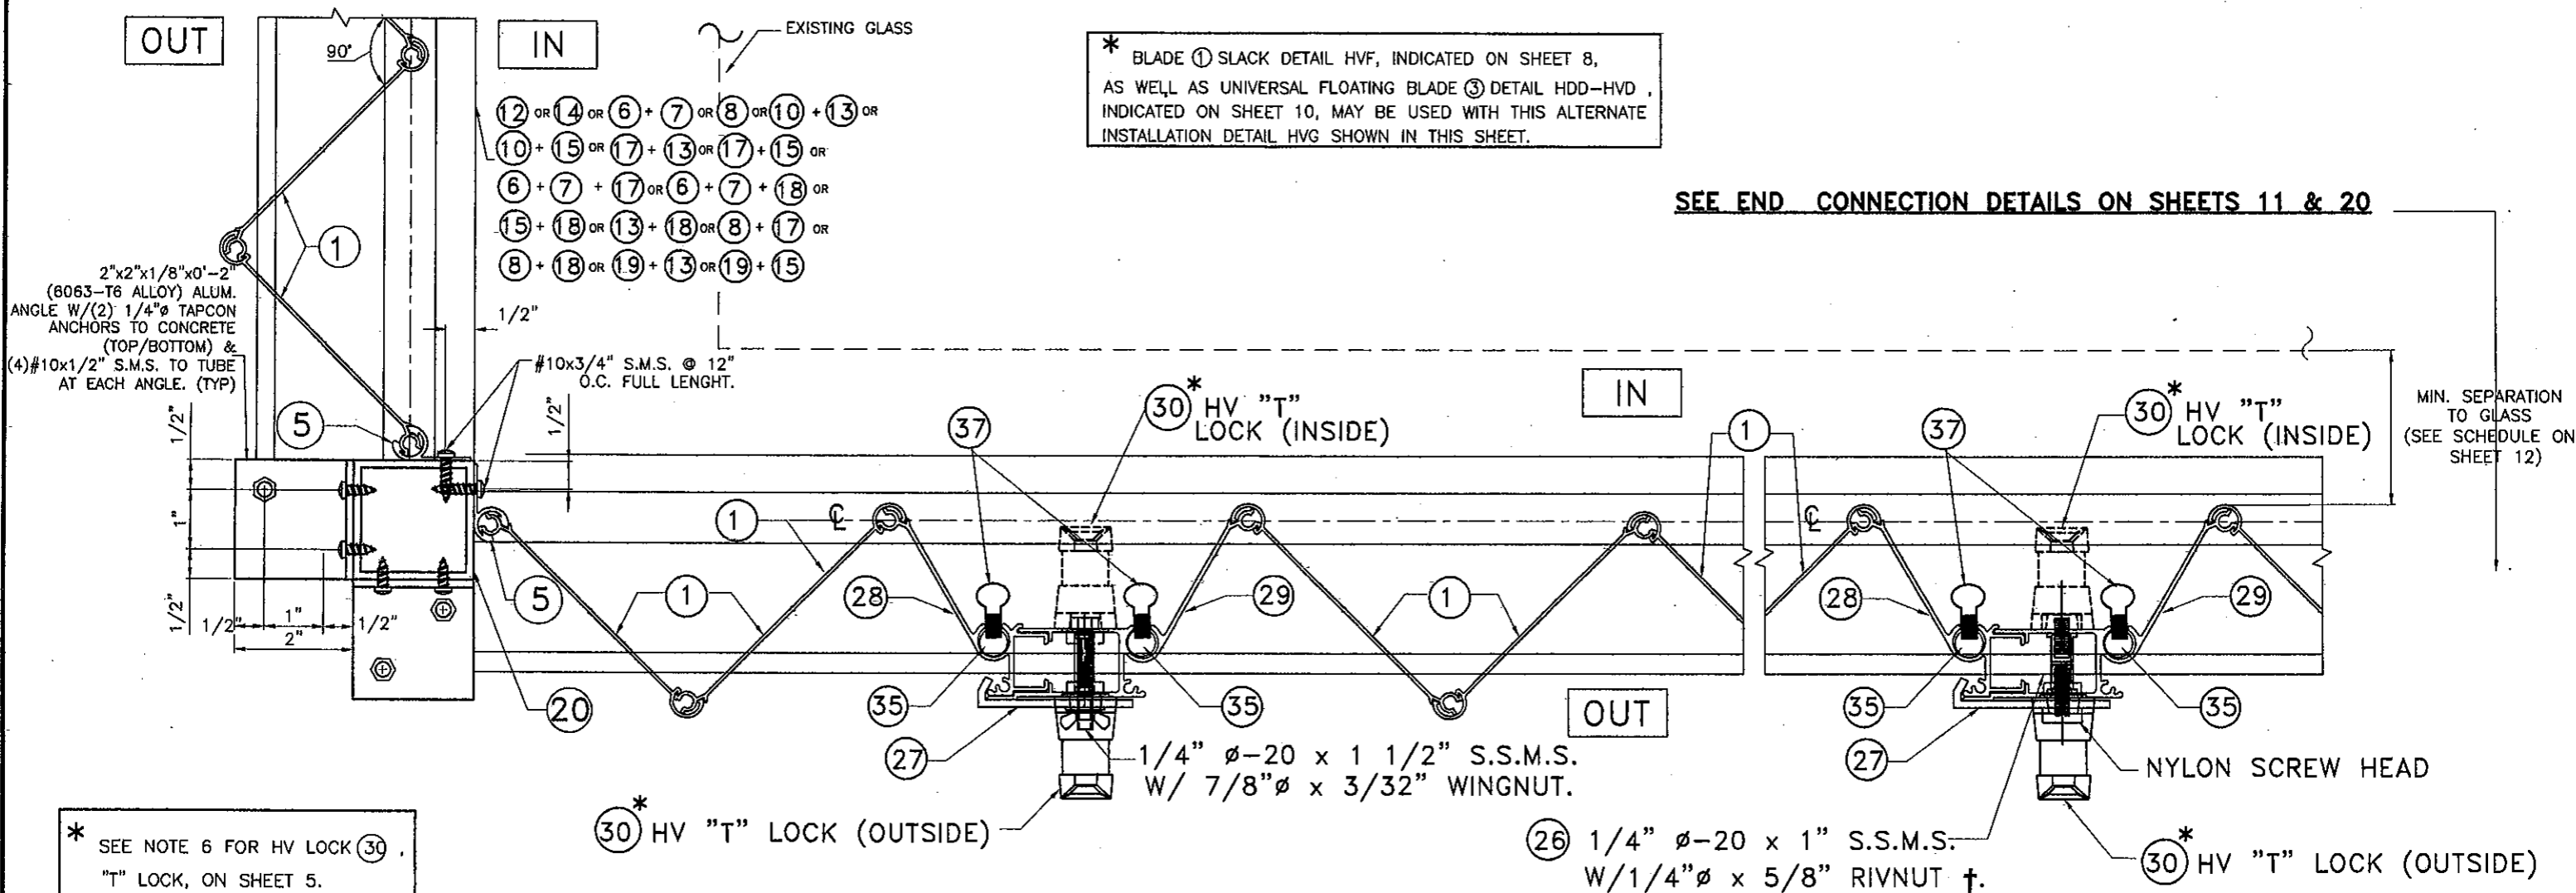 OUT
90°
IN
EXISTING GLASS
12 OR 14 OR 6 + 7 OR 8 OR 10 + 13 OR
10 + 15 OR 17 + 13 OR 17 + 15 OR
6 + 7 + 17 OR 6 + 7 + 18 OR
15 + 18 OR 13 + 18 OR 8 + 17 OR
8 + 18 OR 19 + 13 OR 19 + 15
* BLADE 1 SLACK DETAIL HVF, INDICATED ON SHEET 8,
AS WELL AS UNIVERSAL FLOATING BLADE 3 DETAIL HDD-HVD ,
INDICATED ON SHEET 10, MAY BE USED WITH THIS ALTERNATE
INSTALLATION DETAIL HVG SHOWN IN THIS SHEET.
SEE END CONNECTION DETAILS ON SHEETS 11 & 20
1
2"x2"x1/8"x0'-2"
(6063-T6 ALLOY) ALUM.
ANGLE W/(2) 1/4"ø TAPCON
ANCHORS TO CONCRETE
(TOP/BOTTOM) &
(4)#10x1/2" S.M.S. TO TUBE
AT EACH ANGLE. (TYP)
1/2"
#10x3/4" S.M.S. @ 12"
O.C. FULL LENGHT.
IN
MIN. SEPARATION
TO GLASS
(SEE SCHEDULE ON
SHEET 12)
5
1/2"
1"
1/2"
1/2"
37
30* HV "T"
LOCK (INSIDE)
1
37
30* HV "T"
LOCK (INSIDE)
1
℄
℄
5
1
28
29
1
28
29
1/2"
1"
1/2"
2"
20
35
35
27
OUT
35
35
27
1/4" ø-20 x 1 1/2" S.S.M.S.
W/ 7/8"ø x 3/32" WINGNUT.
NYLON SCREW HEAD
30* HV "T" LOCK (OUTSIDE)
26 1/4" ø-20 x 1" S.S.M.S.
W/1/4"ø x 5/8" RIVNUT †.
30* HV "T" LOCK (OUTSIDE)
* SEE NOTE 6 FOR HV LOCK 30 ,
"T" LOCK, ON SHEET 5.